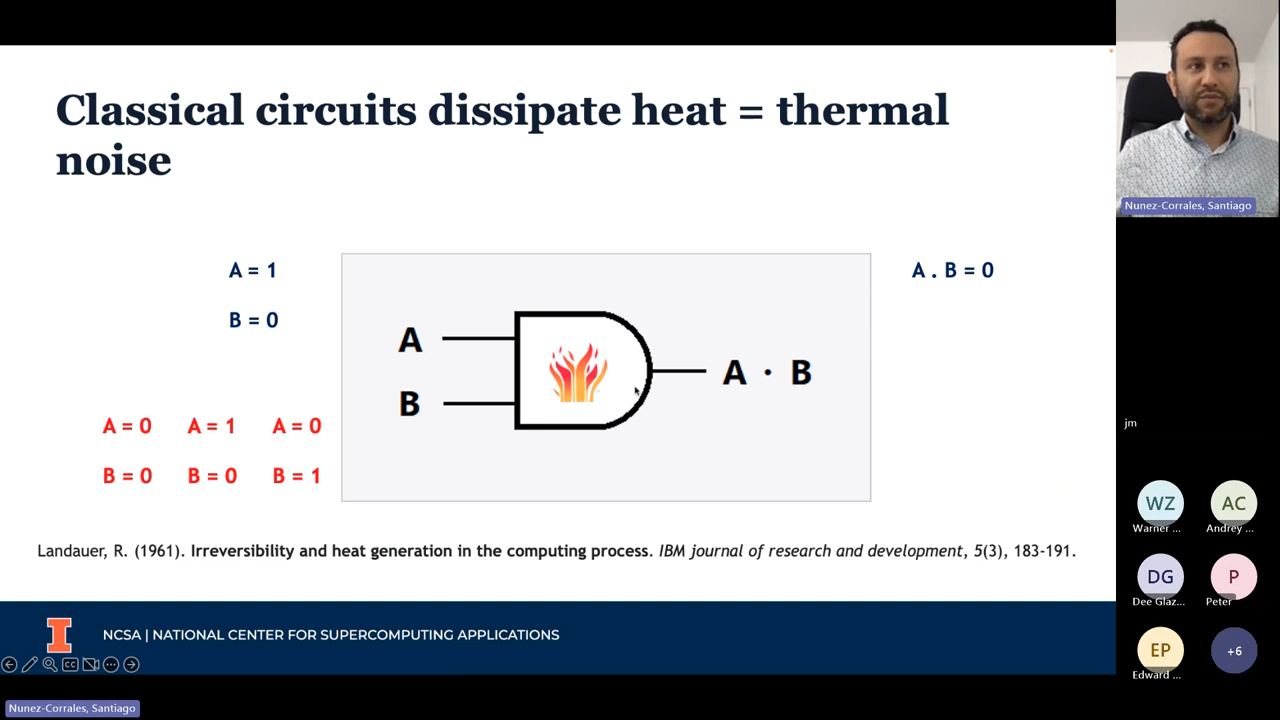 Classical circuits dissipate heat = thermal
noise
A = 1
B = 0
A . B = 0
A
B
A · B
A = 0 A = 1 A = 0
B = 0 B = 0 B = 1
Landauer, R. (1961). Irreversibility and heat generation in the computing process. IBM journal of research and development, 5(3), 183-191.
NCSA | NATIONAL CENTER FOR SUPERCOMPUTING APPLICATIONS
CC
Nunez-Corrales, Santiago
Nunez-Corrales, Santiago
jm
WZ AC
Warner ... Andrey ...
DG P
Dee Glaz... Peter
EP +6
Edward ...